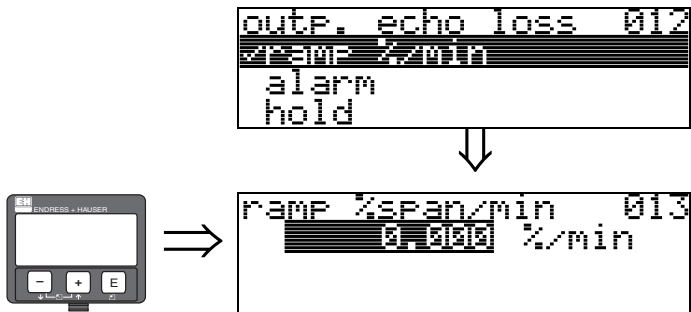 outp. echo loss 012
✓ramp %/min
alarm
hold
E+H
ENDRESS + HAUSER
- + E
ramp %span/min 013
0.000 %/min